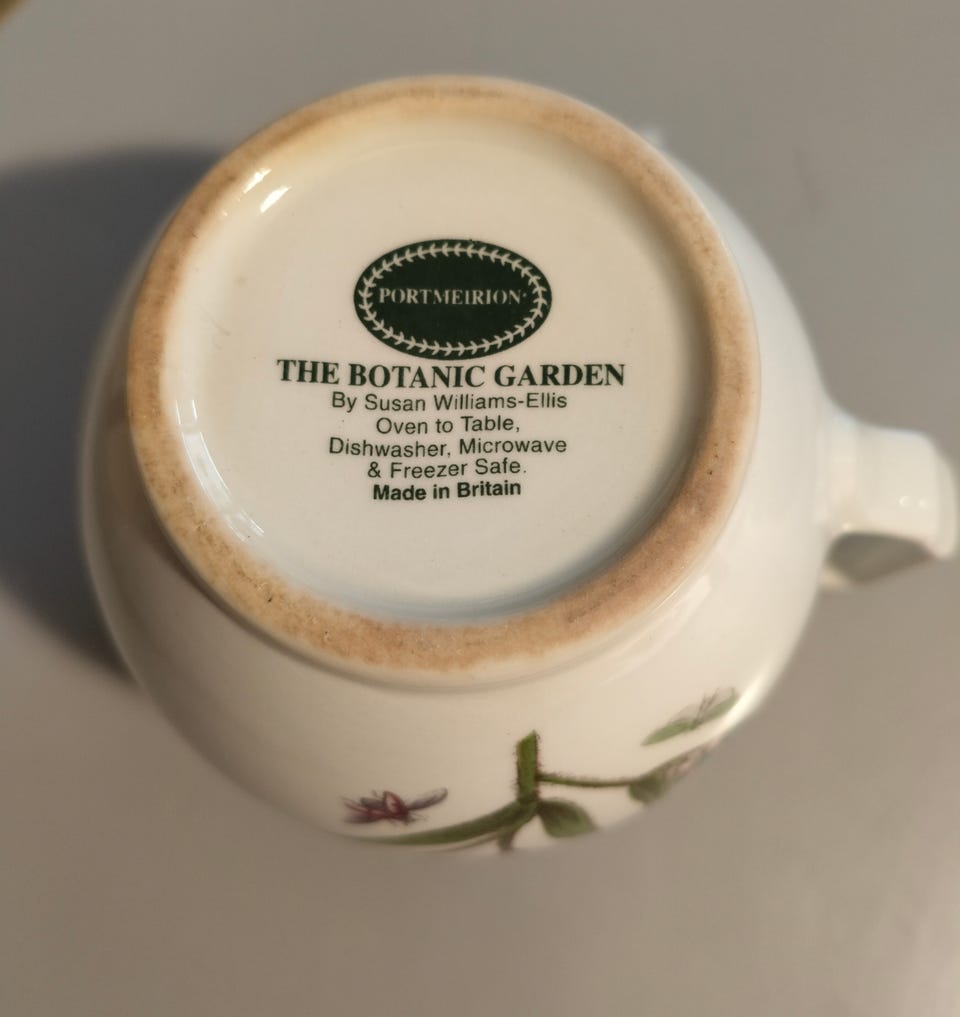 PORTMEIRION
THE BOTANIC GARDEN
By Susan Williams-Ellis
Oven to Table,
Dishwasher, Microwave
& Freezer Safe.
Made in Britain